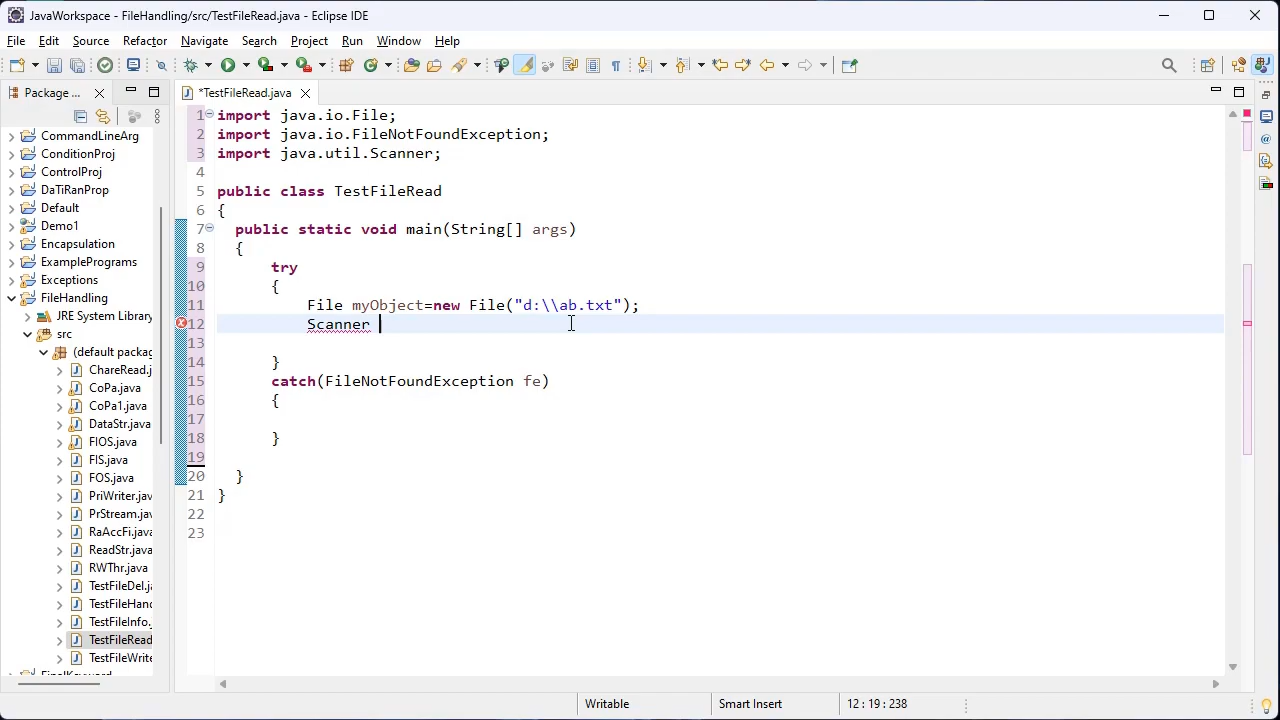 JavaWorkspace - FileHandling/src/TestFileRead.java - Eclipse IDE
File Edit Source Refactor Navigate Search Project Run Window Help
Package ...
*TestFileRead.java
CommandLineArg
ConditionProj
ControlProj
DaTiRanProp
Default
Demo1
Encapsulation
ExamplePrograms
Exceptions
FileHandling
JRE System Library
src
(default packag
ChareRead.j
CoPa.java
CoPa1.java
DataStr.java
FIOS.java
FIS.java
FOS.java
PriWriter.jav
PrStream.jav
RaAccFi.java
ReadStr.java
RWThr.java
TestFileDel.j
TestFileHand
TestFileInfo.
TestFileRead
TestFileWrite
FinalKeyword
1 import java.io.File;
2 import java.io.FileNotFoundException;
3 import java.util.Scanner;
4
5 public class TestFileRead
6 {
7 public static void main(String[] args)
8 {
9 try
10 {
11 File myObject=new File("d:\\ab.txt");
12 Scanner
13
14 }
15 catch(FileNotFoundException fe)
16 {
17
18 }
19
20 }
21 }
22
23
Writable Smart Insert 12 : 19 : 238